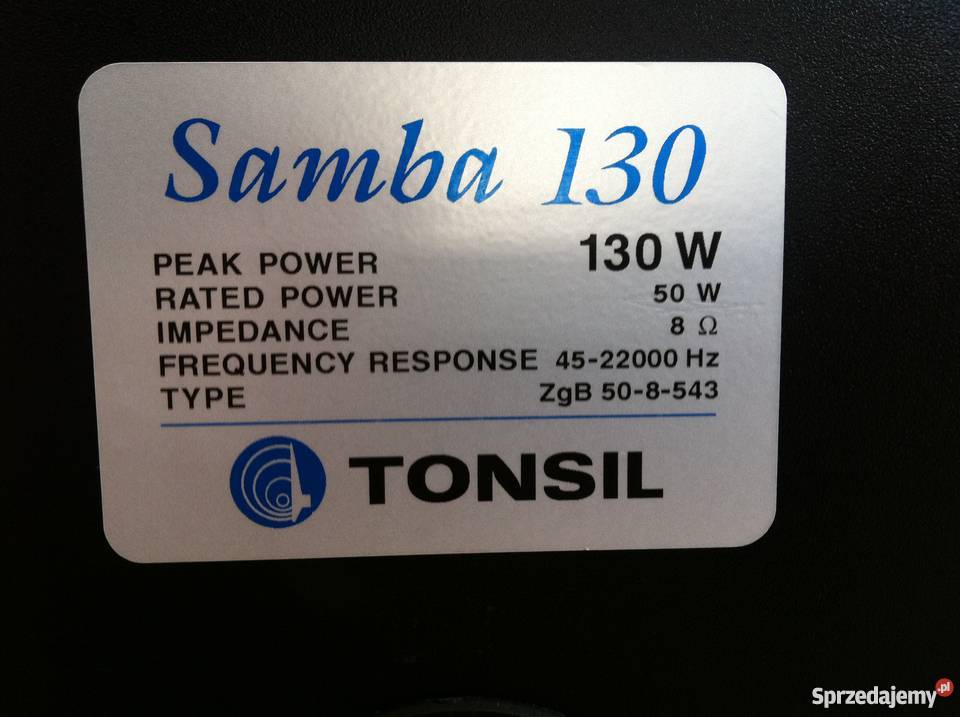 Samba 130
PEAK POWER 130 W
RATED POWER 50 W
IMPEDANCE 8 Ω
FREQUENCY RESPONSE 45-22000 Hz
TYPE ZgB 50-8-543
TONSIL
Sprzedajemy.pl